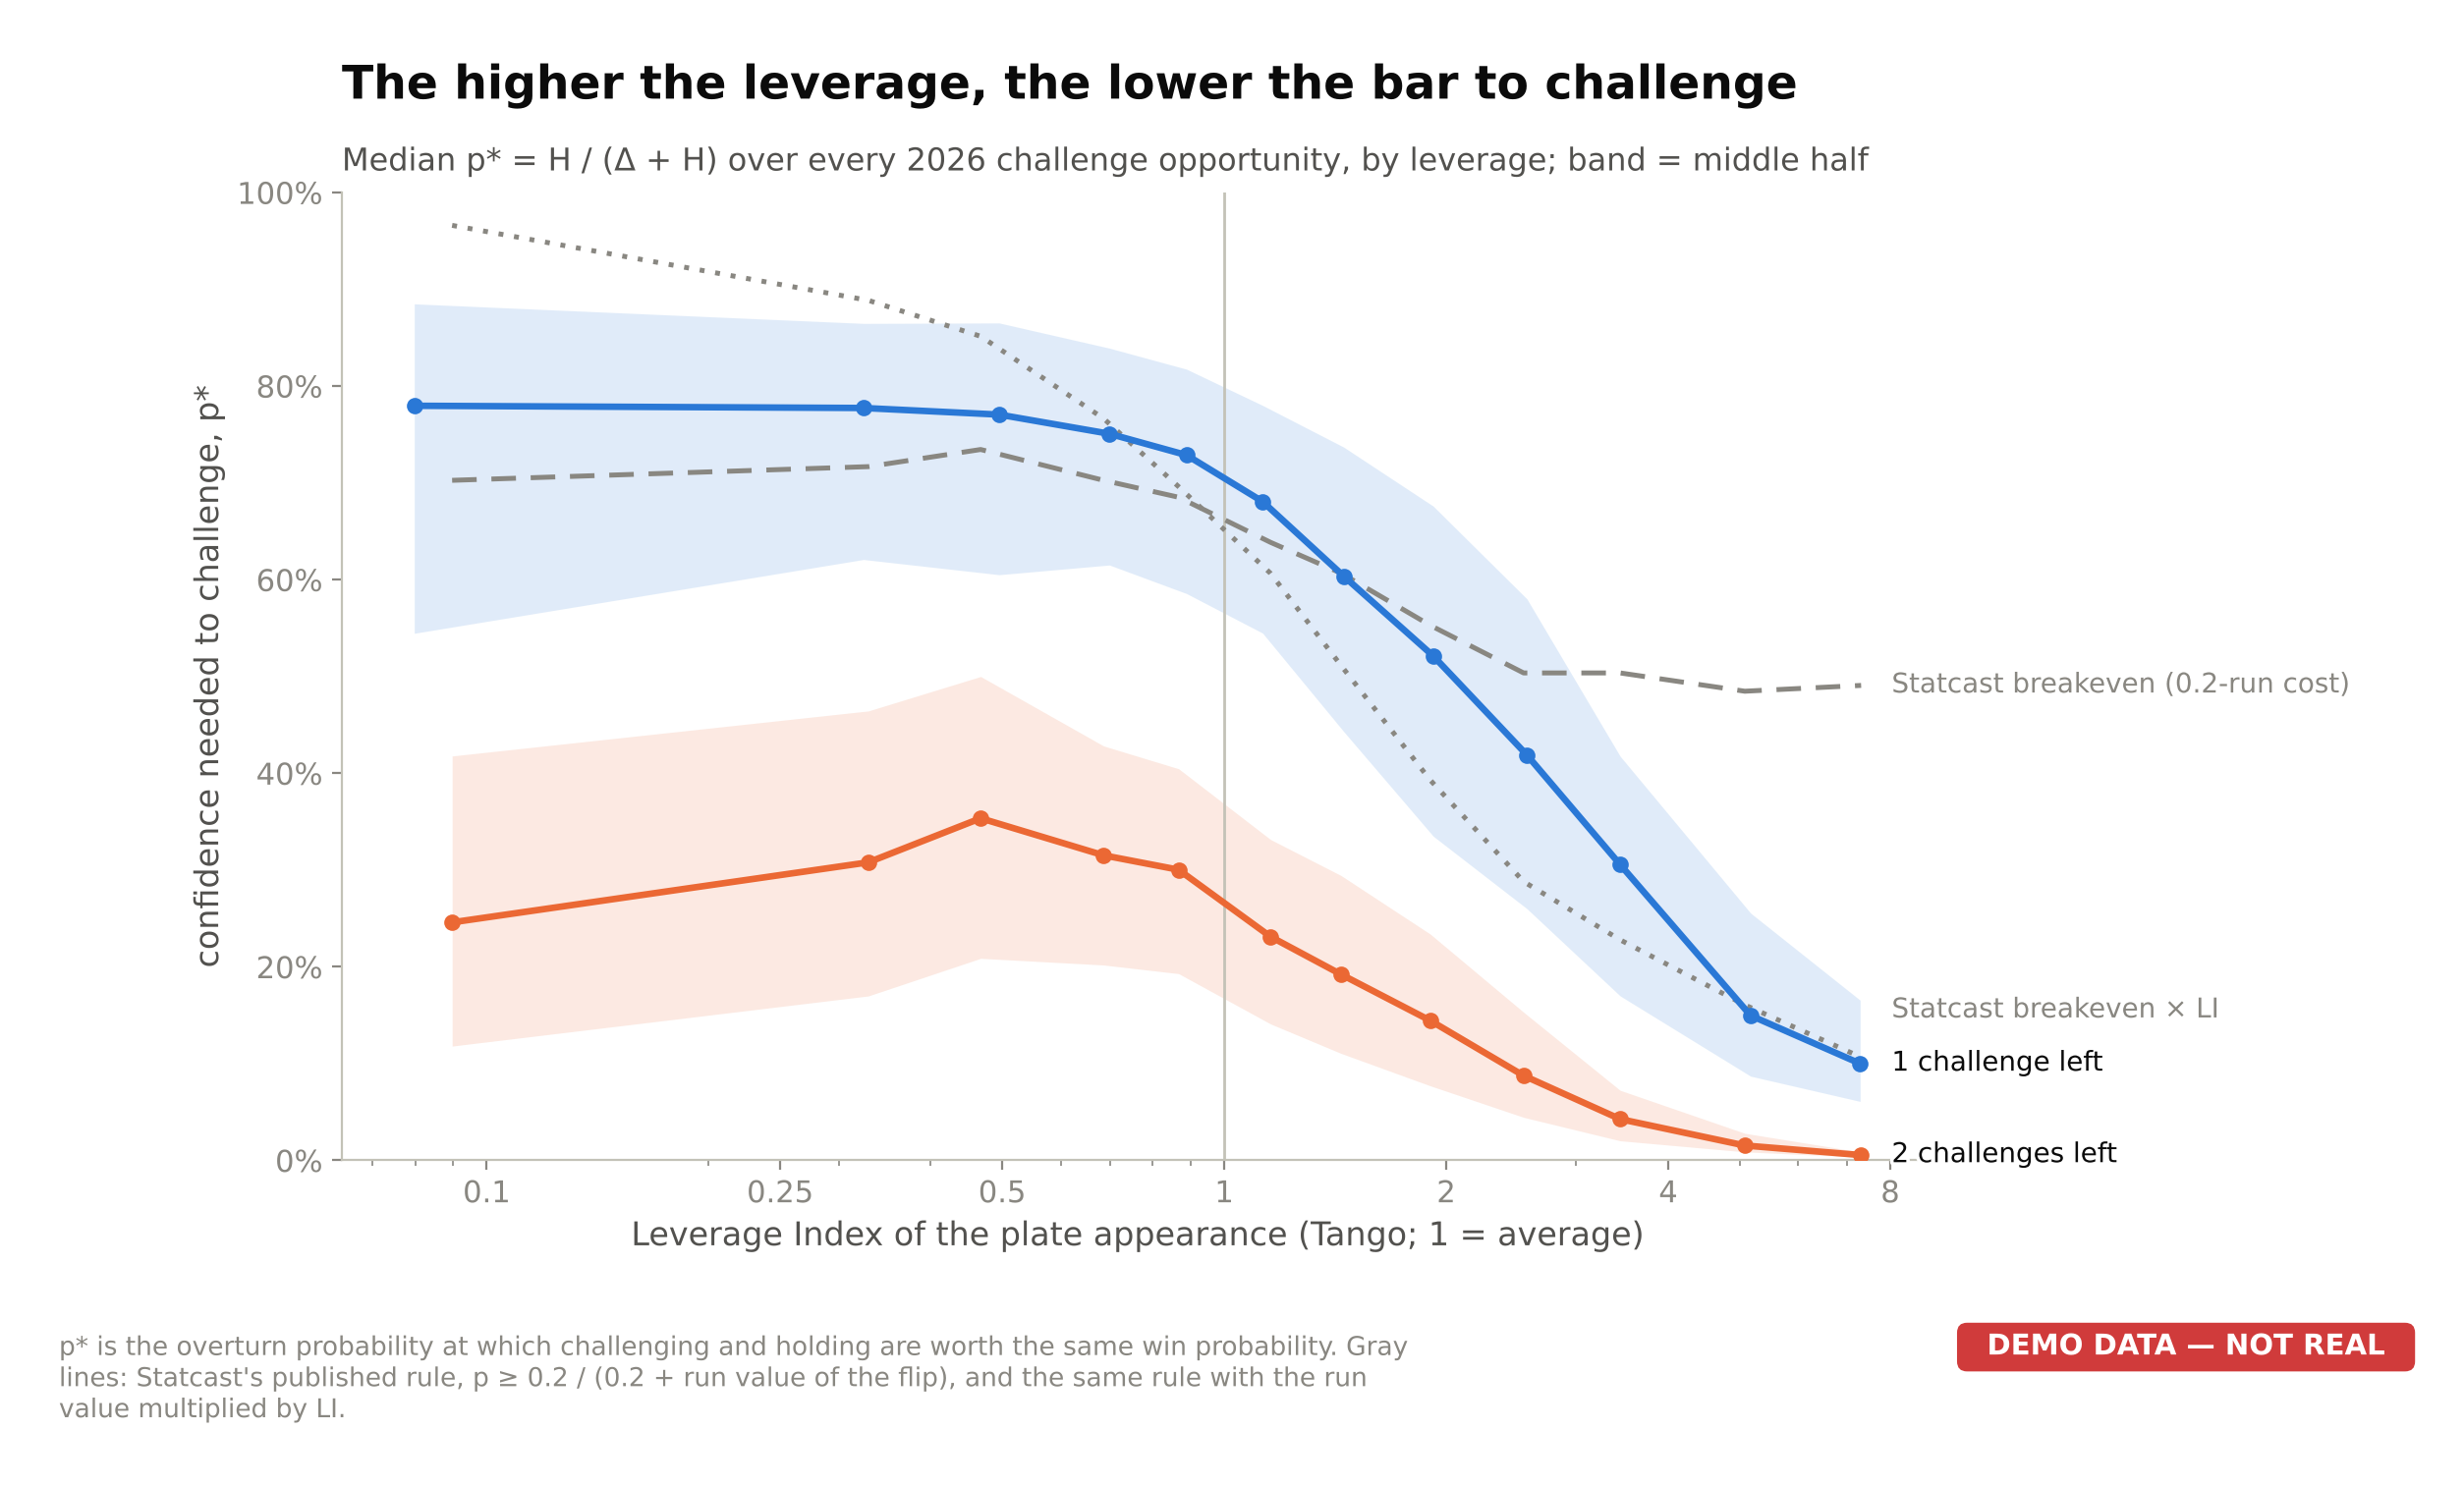 The higher the leverage, the lower the bar to challenge
Median p* = H / (Δ + H) over every 2026 challenge opportunity, by leverage; band = middle half
100%
80%
60%
40%
20%
0%
confidence needed to challenge, p*
Statcast breakeven (0.2-run cost)
Statcast breakeven × LI
1 challenge left
2 challenges left
0.1
0.25
0.5
1
2
4
8
Leverage Index of the plate appearance (Tango; 1 = average)
p* is the overturn probability at which challenging and holding are worth the same win probability. Gray
lines: Statcast's published rule, p ≥ 0.2 / (0.2 + run value of the flip), and the same rule with the run
value multiplied by LI.
DEMO DATA — NOT REAL